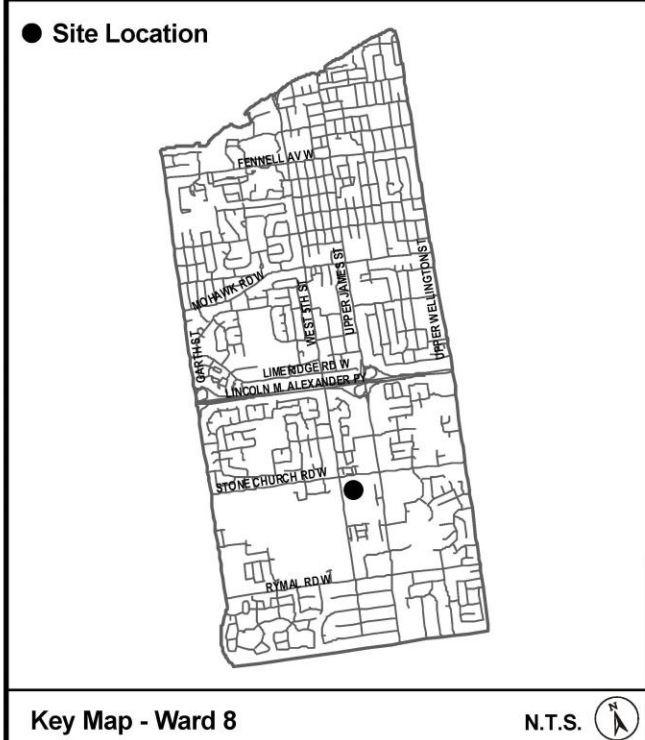 Site Location
FENNELL AV W
MOHAWK RD W
WEST 5TH ST
UPPER JAMES ST
UPPER WELLINGTON ST
GARTH ST
LIMERIDGE RD W
LINCOLN M. ALEXANDER PY
STONE CHURCH RD W
RYMAL RD W
Key Map - Ward 8
N.T.S.
N